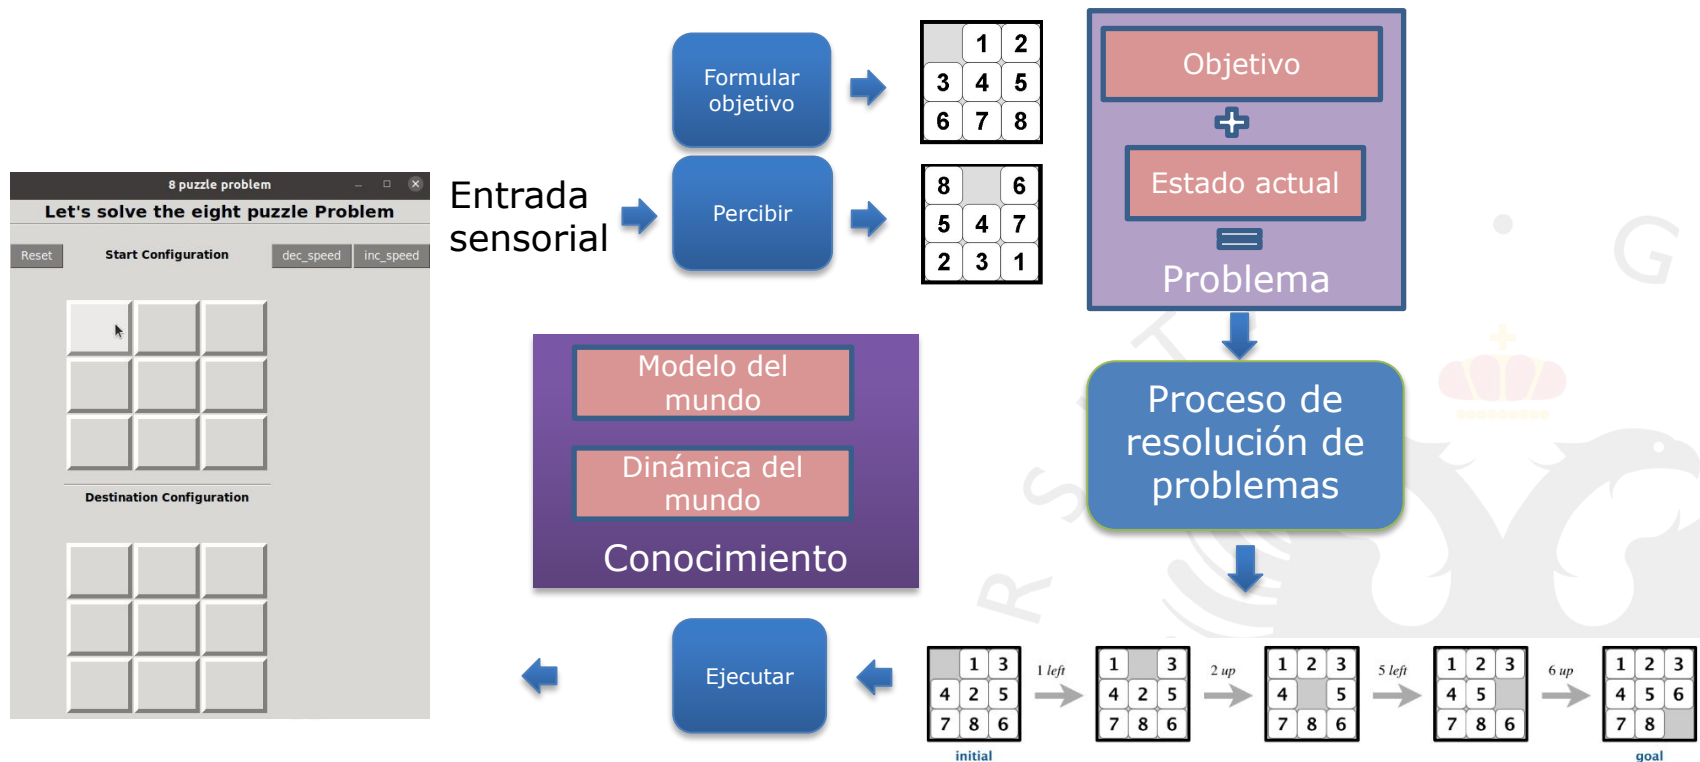 8 puzzle problem
Let's solve the eight puzzle Problem
Reset
Start Configuration
dec_speed
inc_speed
Destination Configuration
Entrada
sensorial
Formular
objetivo
1 2
3 4 5
6 7 8
Percibir
8 6
5 4 7
2 3 1
Objetivo
Estado actual
Problema
Modelo del
mundo
Dinámica del
mundo
Conocimiento
Proceso de
resolución de
problemas
Ejecutar
1 3
4 2 5
7 8 6
initial
1 left
1 3
4 2 5
7 8 6
2 up
1 2 3
4 5
7 8 6
5 left
1 2 3
4 5
7 8 6
6 up
1 2 3
4 5 6
7 8
goal
R S T · G